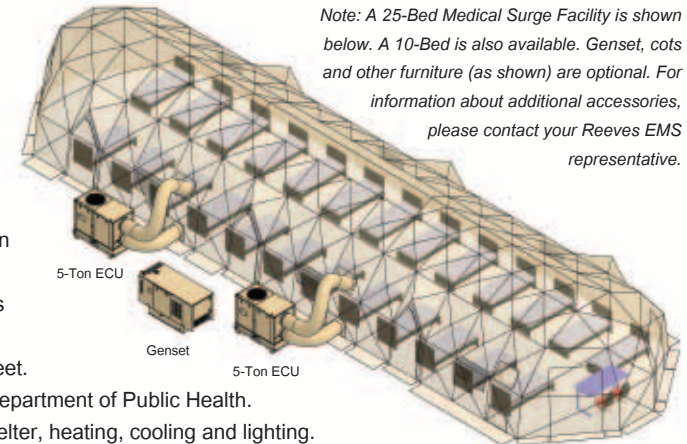 Note: A 25-Bed Medical Surge Facility is shown
below. A 10-Bed is also available. Genset, cots
and other furniture (as shown) are optional. For
information about additional accessories,
please contact your Reeves EMS
representative.
5-Ton ECU
Genset
5-Ton ECU
n
s
eet.
epartment of Public Health.
elter, heating, cooling and lighting.